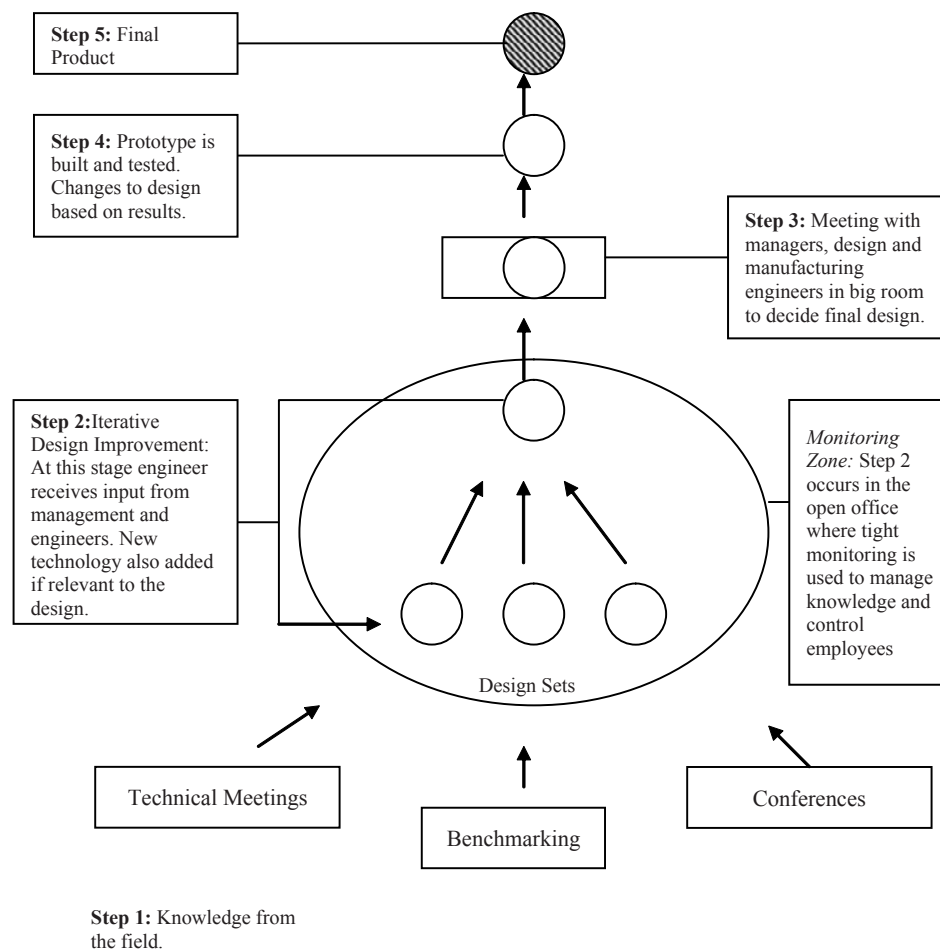 Step 5: Final
Product
Step 4: Prototype is
built and tested.
Changes to design
based on results.
Step 3: Meeting with
managers, design and
manufacturing
engineers in big room
to decide final design.
Step 2:Iterative
Design Improvement:
At this stage engineer
receives input from
management and
engineers. New
technology also added
if relevant to the
design.
Monitoring
Zone: Step 2
occurs in the
open office
where tight
monitoring is
used to manage
knowledge and
control
employees
Design Sets
Technical Meetings
Benchmarking
Conferences
Step 1: Knowledge from
the field.